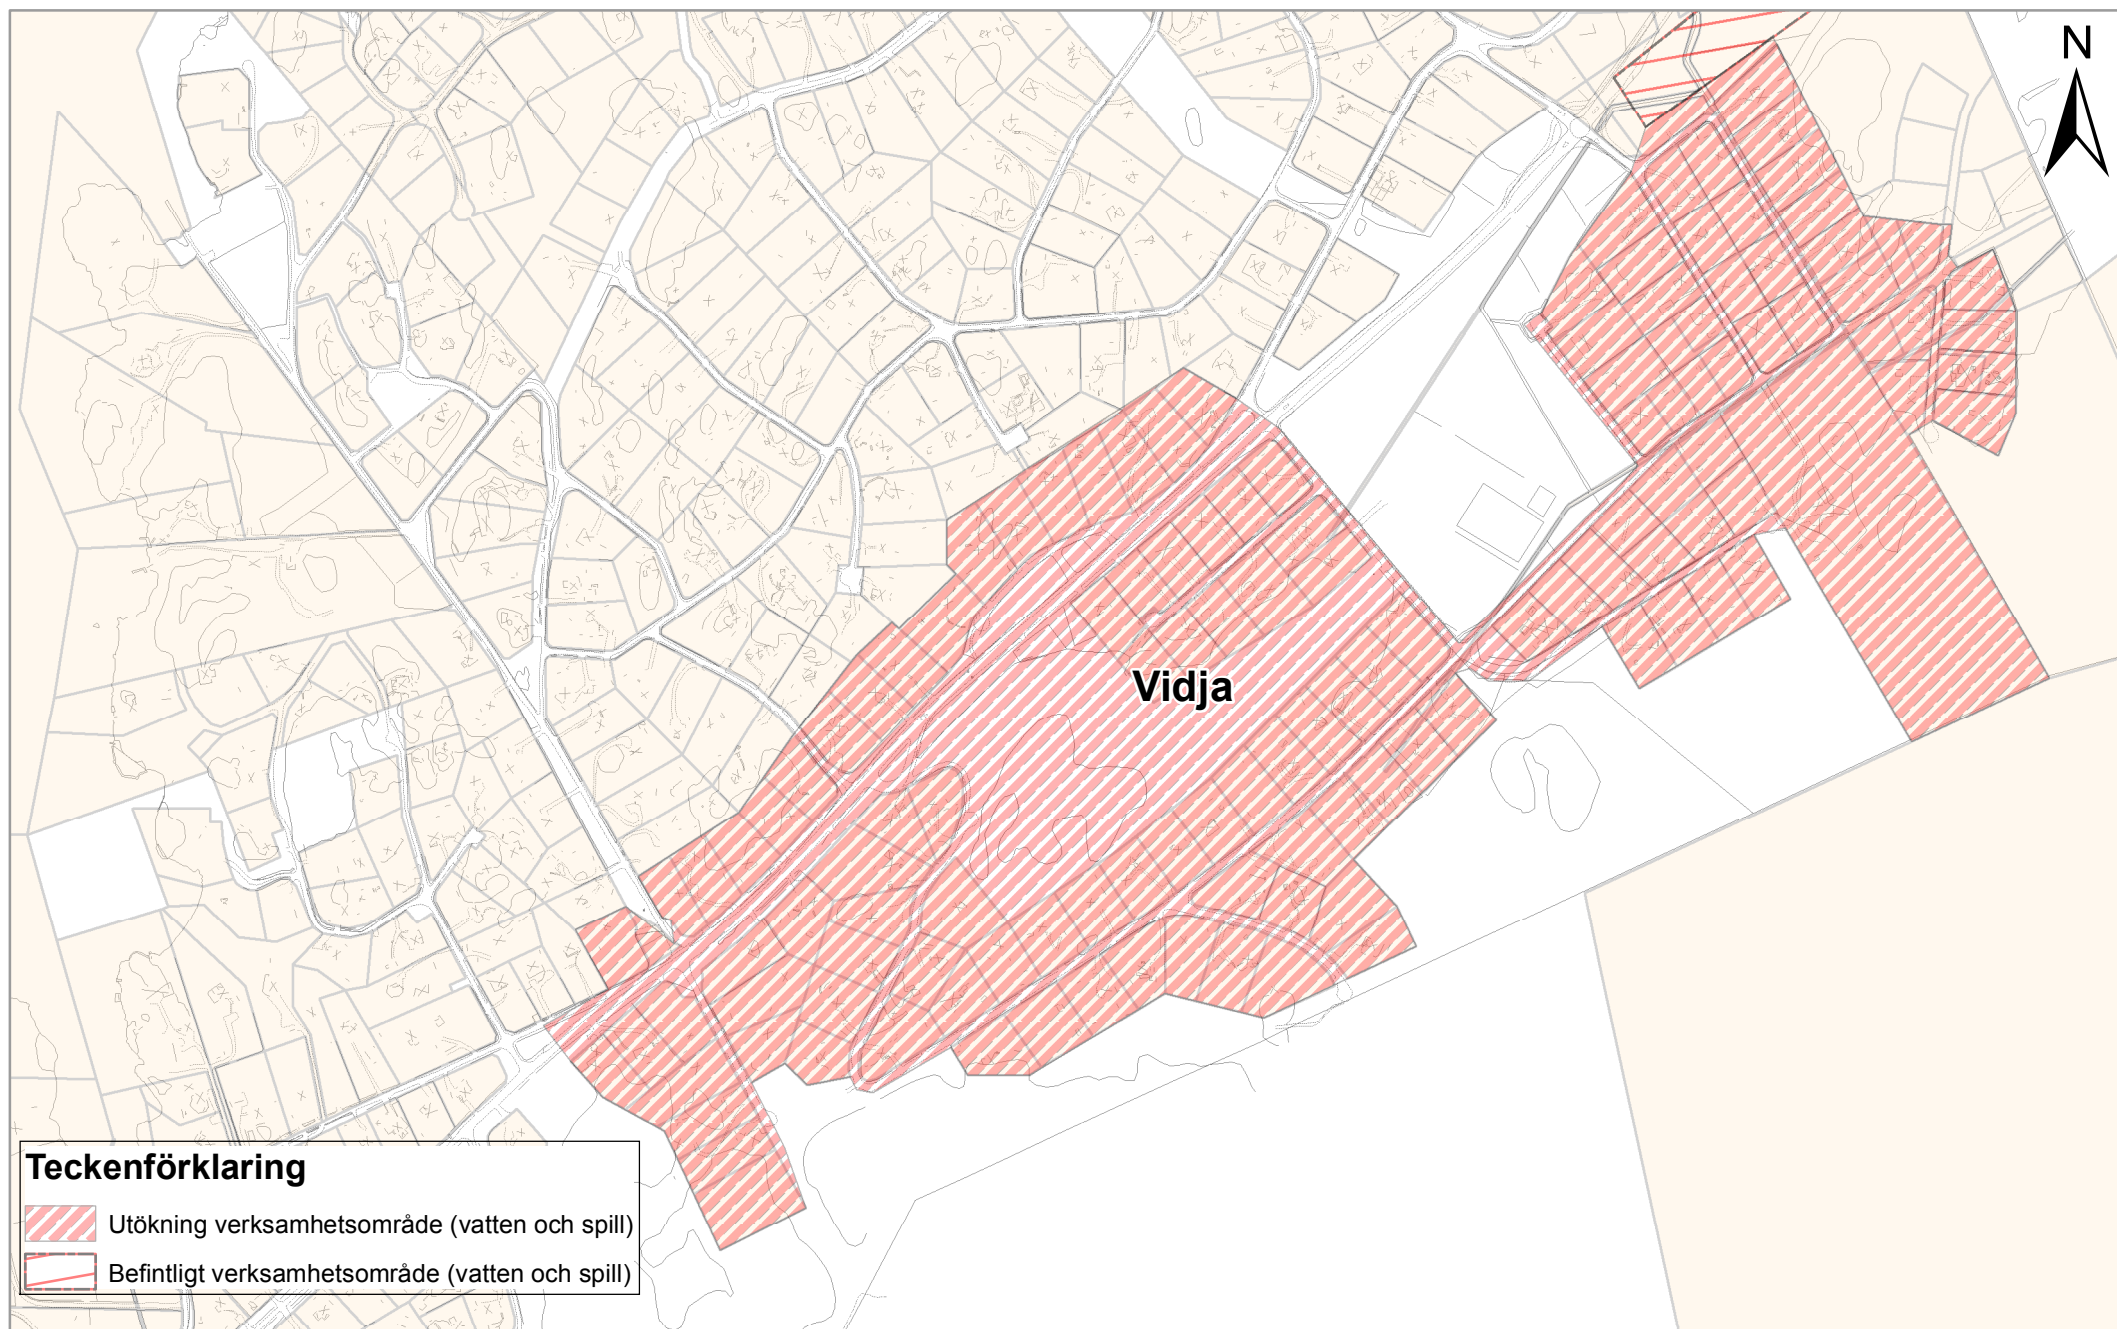 N
Vidja
Teckenförklaring
Utökning verksamhetsområde (vatten och spill)
Befintligt verksamhetsområde (vatten och spill)